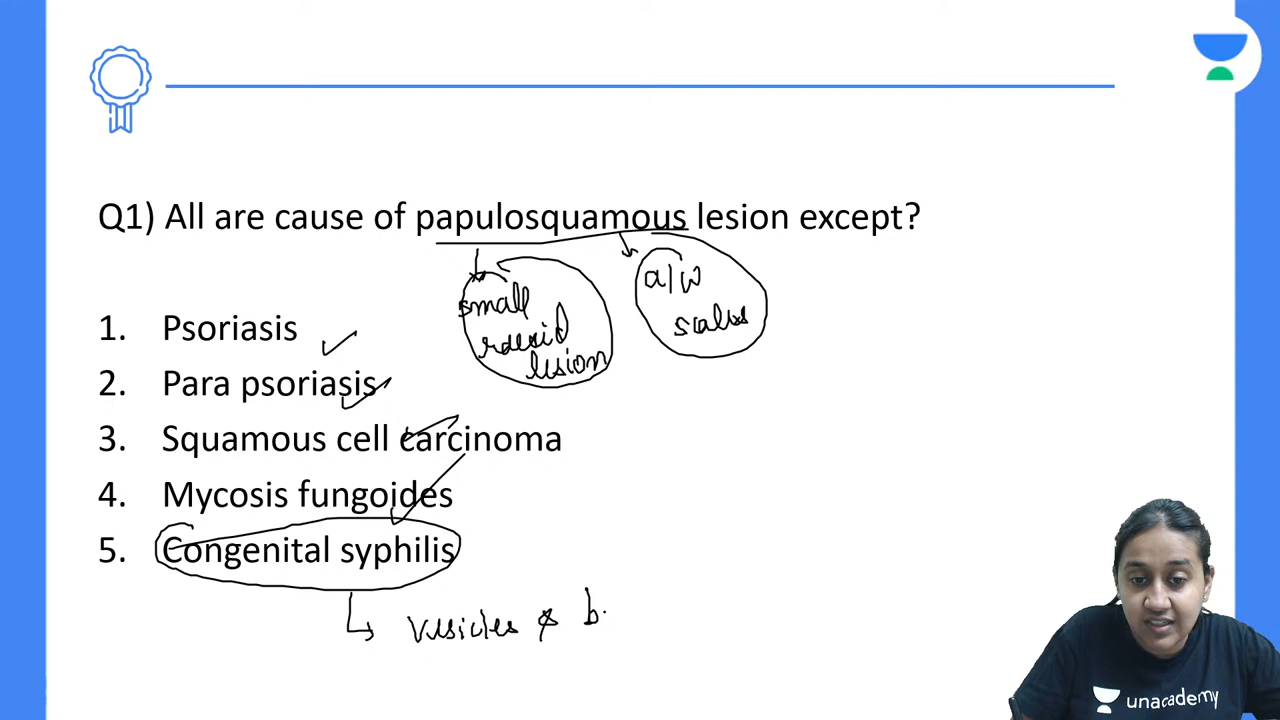 Q1) All are cause of papulosquamous lesion except?
small
lesion
a/w
scales
1. Psoriasis
2. Para psoriasis
3. Squamous cell carcinoma
4. Mycosis fungoides
5. Congenital syphilis
vesicles & b.
unacademy